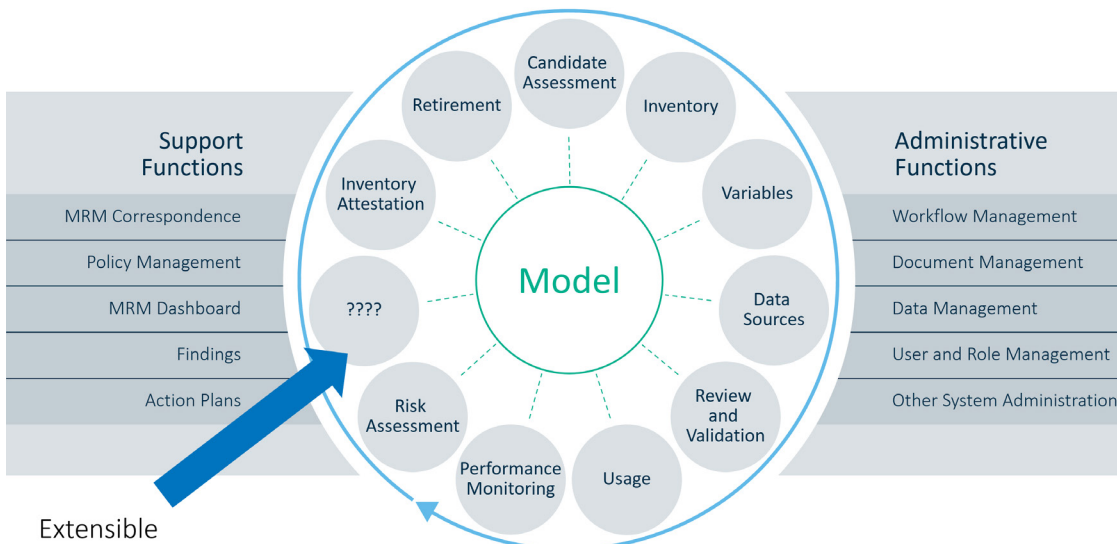 Candidate
Assessment
Inventory
Variables
Data
Sources
Review
and
Validation
Usage
Performance
Monitoring
Risk
Assessment
????
Inventory
Attestation
Retirement
Model
Support
Functions
MRM Correspondence
Policy Management
MRM Dashboard
Findings
Action Plans
Administrative
Functions
Workflow Management
Document Management
Data Management
User and Role Management
Other System Administration
Extensible